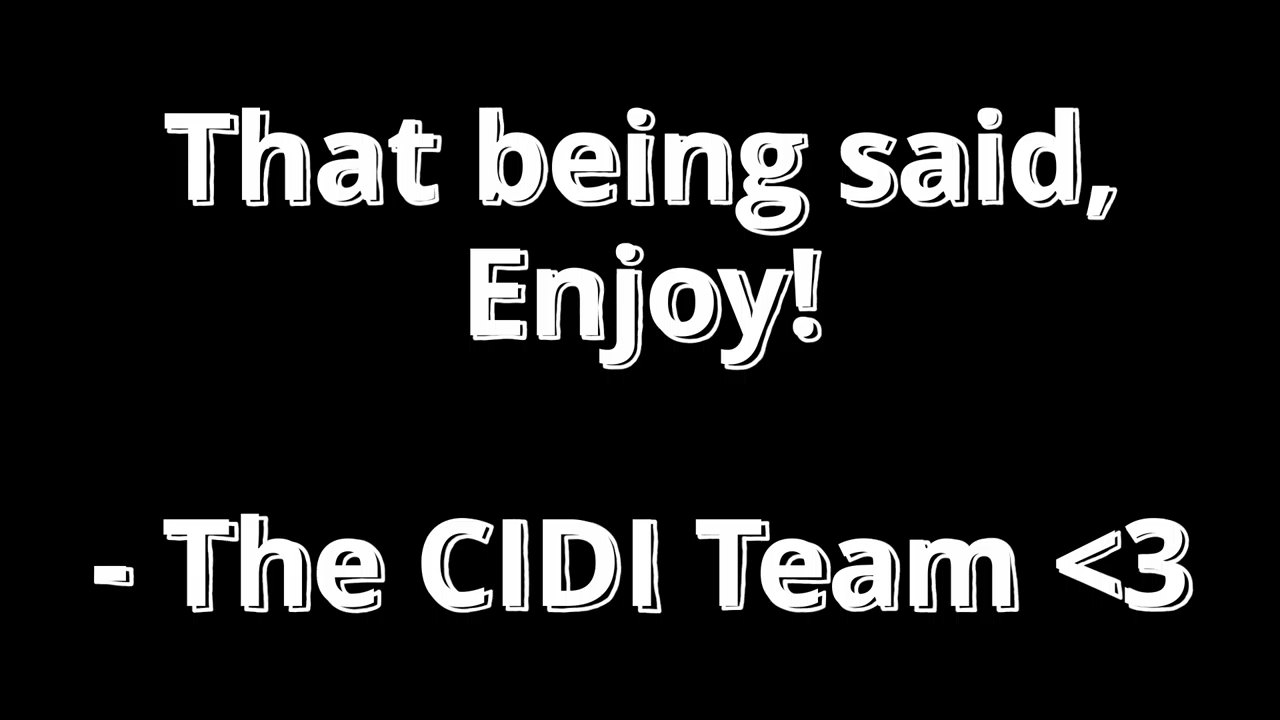 That being said,
Enjoy!
- The CIDI Team <3